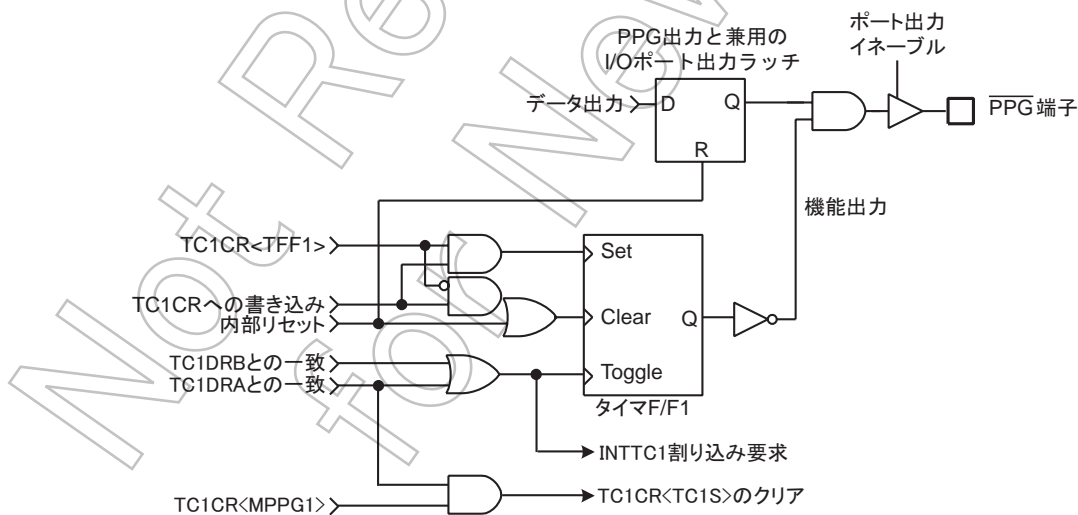 Not Re
for New
ポート出力
イネーブル
PPG出力と兼用の
I/Oポート出力ラッチ
データ出力
D
Q
R
PPG端子
機能出力
TC1CR<TFF1>
Set
TC1CRへの書き込み
内部リセット
Clear
Q
TC1DRBとの一致
TC1DRAとの一致
Toggle
タイマF/F1
INTTC1割り込み要求
TC1CR<TC1S>のクリア
TC1CR<MPPG1>